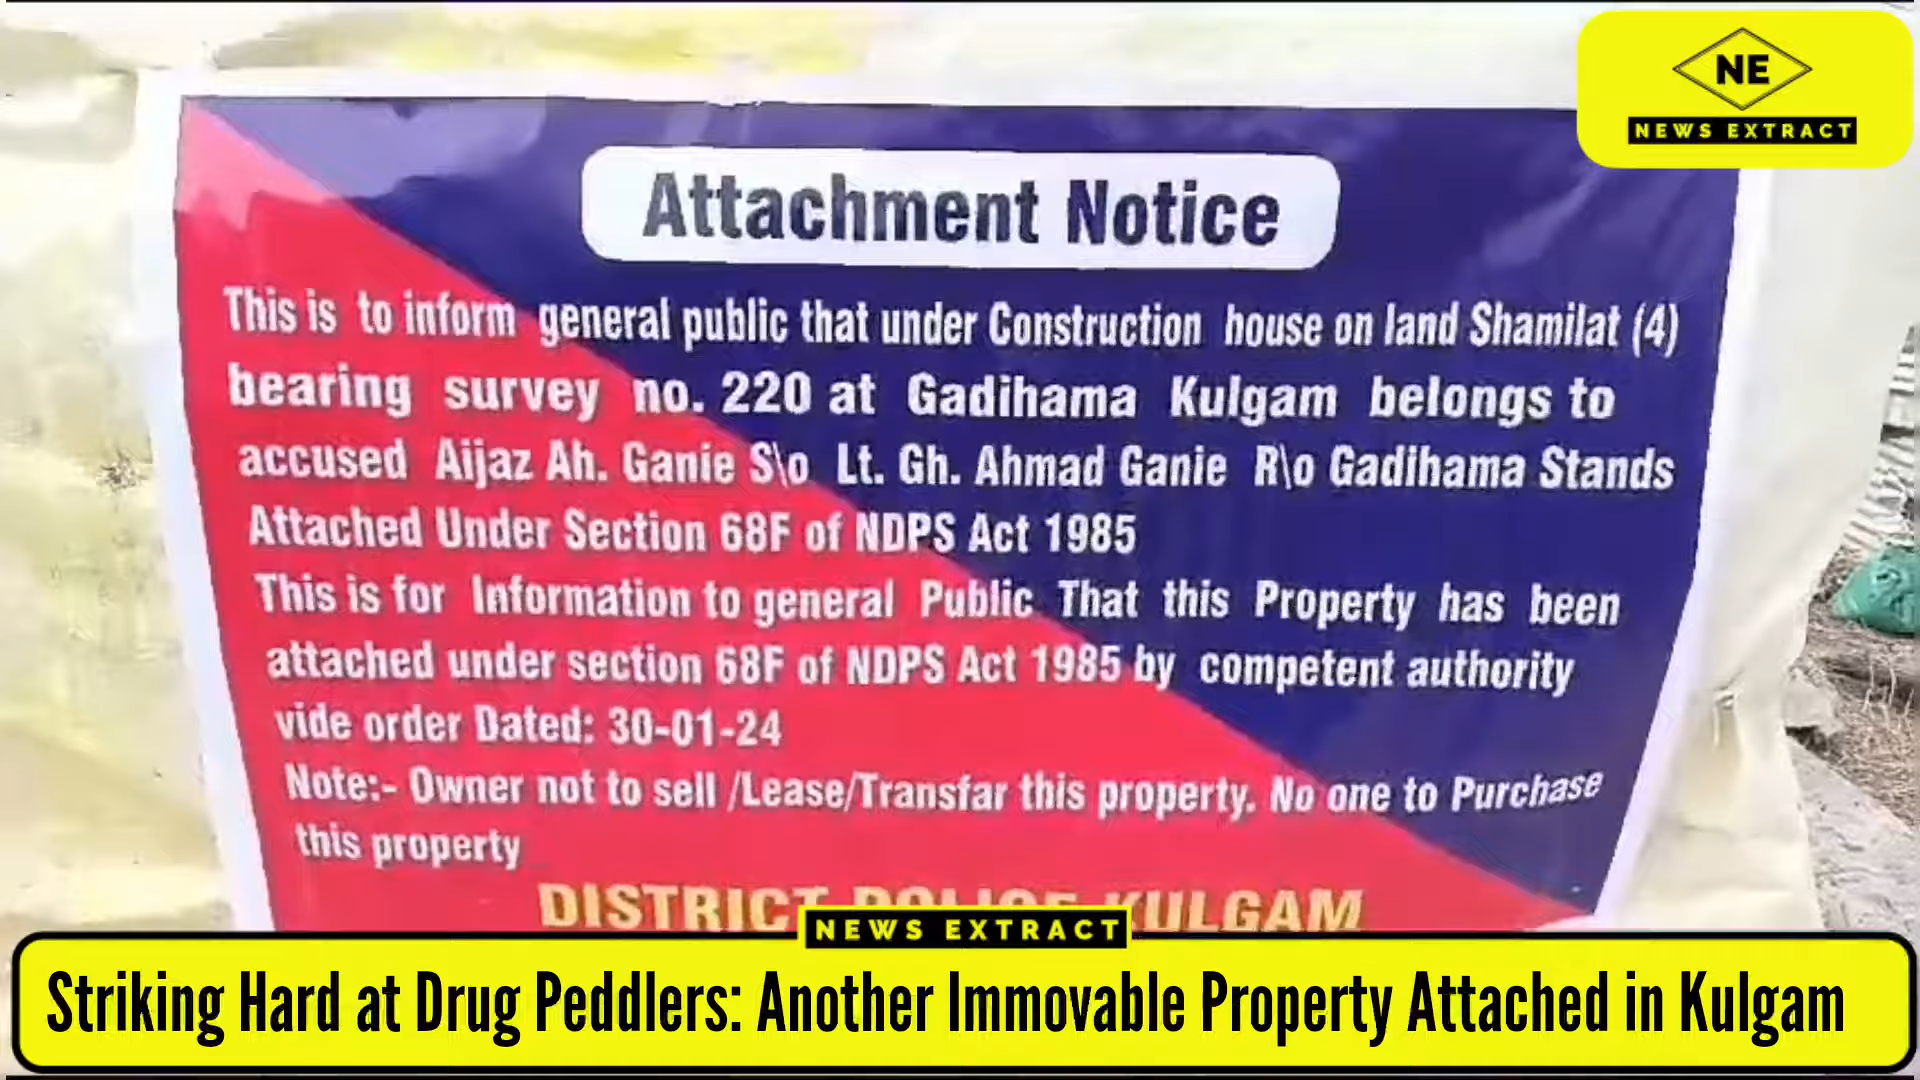 NE
NEWS EXTRACT
Attachment Notice
This is to inform general public that under Construction house on land Shamilat (4)
bearing survey no. 220 at Gadihama Kulgam belongs to
accused Aijaz Ah. Ganie S\o Lt. Gh. Ahmad Ganie R\o Gadihama Stands
Attached Under Section 68F of NDPS Act 1985
This is for Information to general Public That this Property has been
attached under section 68F of NDPS Act 1985 by competent authority
vide order Dated: 30-01-24
Note:- Owner not to sell /Lease/Transfar this property. No one to Purchase
this property
DISTRICT POLICE KULGAM
NEWS EXTRACT
Striking Hard at Drug Peddlers: Another Immovable Property Attached in Kulgam